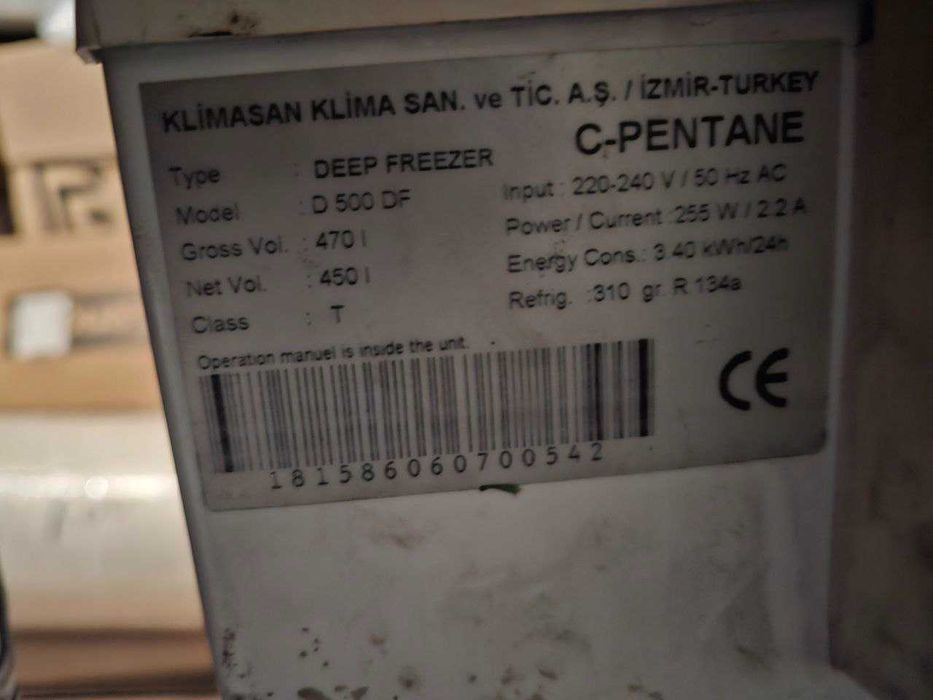 KLİMASAN KLİMA SAN. ve TİC. A.Ş. / İZMİR-TURKEY
C-PENTANE
Type : DEEP FREEZER
Model : D 500 DF
Gross Vol. : 470 l
Net Vol. : 450 l
Class : T
Input : 220-240 V / 50 Hz AC
Power / Current : 255 W / 2.2 A
Energy Cons.: 3.40 kWh/24h
Refrig. : 310 gr. R 134a
Operation manuel is inside the unit.
181586060700542
CE